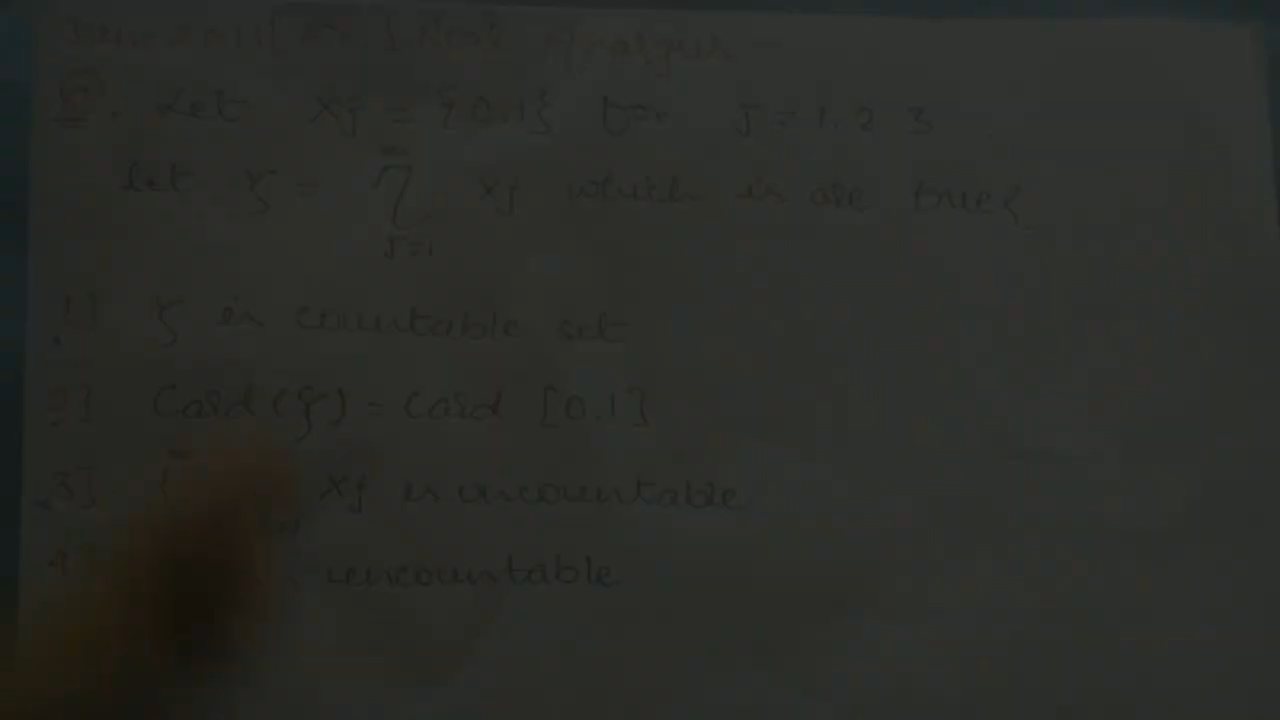 Let Xj = {0.1} for J = 1, 2 3
Let Y = ∞ ∏ J=1 Xj which is are true?
1] Y is countable set
2] Card (Y) = Card [0.1]
3] Xj is uncountable
uncountable